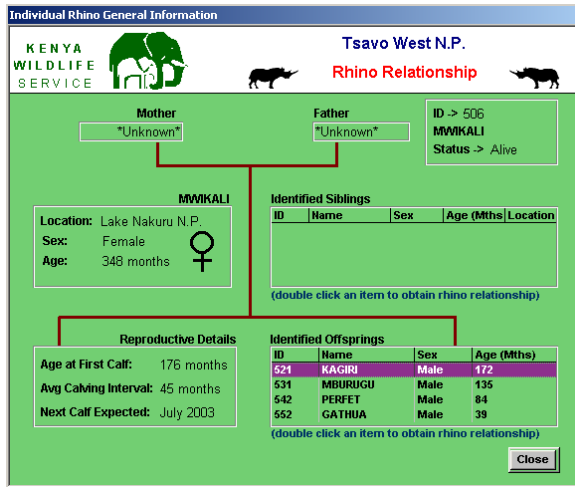 Individual Rhino General Information
KENYA
WILDLIFE
SERVICE
Tsavo West N.P.
Rhino Relationship
Mother
*Unknown*
Father
*Unknown*
ID -> 506
MWIKALI
Status -> Alive
MWIKALI
Location: Lake Nakuru N.P.
Sex: Female
Age: 348 months
Identified Siblings
ID Name Sex Age (Mths Location
(double click an item to obtain rhino relationship)
Reproductive Details
Age at First Calf: 176 months
Avg Calving Interval: 45 months
Next Calf Expected: July 2003
Identified Offsprings
ID Name Sex Age (Mths)
521 KAGIRI Male 172
531 MBURUGU Male 135
542 PERFET Male 84
552 GATHUA Male 39
(double click an item to obtain rhino relationship)
Close